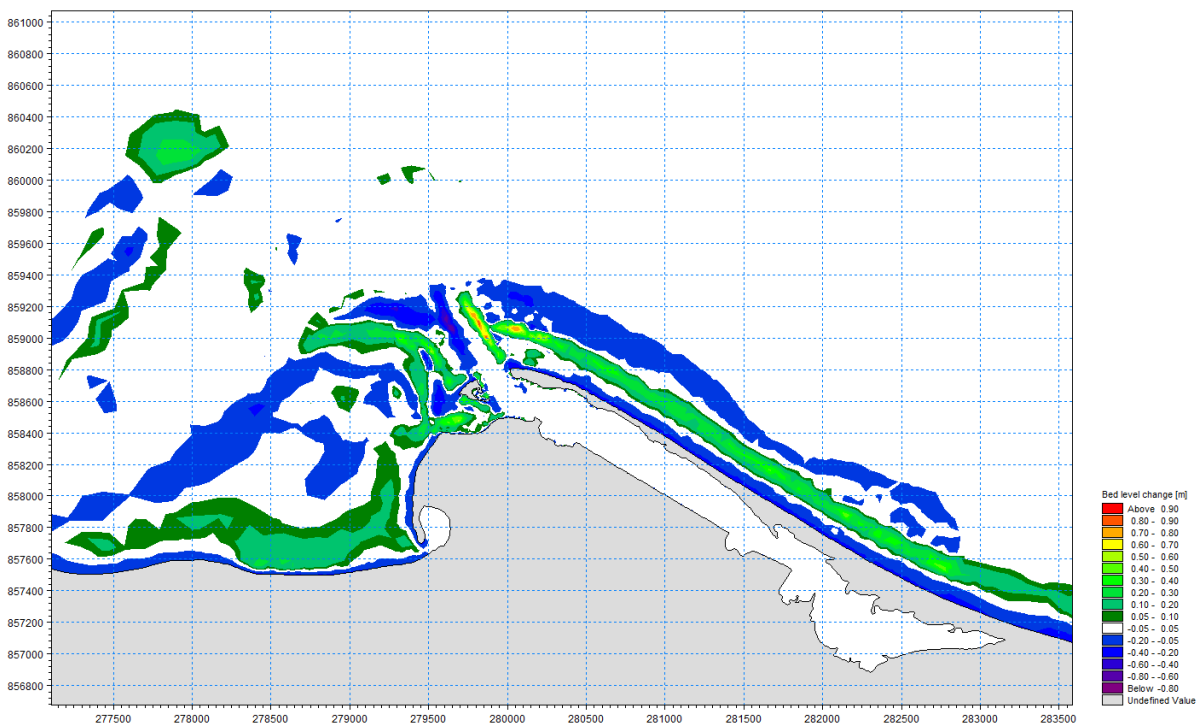 861000
860800
860600
860400
860200
860000
859800
859600
859400
859200
859000
858800
858600
858400
858200
858000
857800
857600
857400
857200
857000
856800
277500 278000 278500 279000 279500 280000 280500 281000 281500 282000 282500 283000 283500
Bed level change [m]
Above 0.90
0.80 - 0.90
0.70 - 0.80
0.60 - 0.70
0.50 - 0.60
0.40 - 0.50
0.30 - 0.40
0.20 - 0.30
0.10 - 0.20
0.05 - 0.10
-0.05 - 0.05
-0.20 - -0.05
-0.40 - -0.20
-0.60 - -0.40
-0.80 - -0.60
Below -0.80
Undefined Value